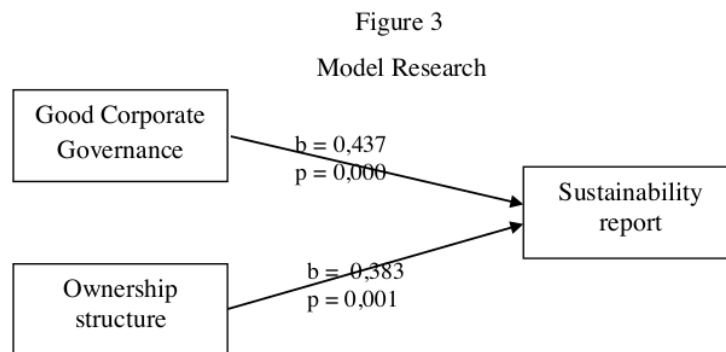 Figure 3
Model Research
Good Corporate
Governance
b = 0,437
p = 0,000
Sustainability
report
b = 0,383
p = 0,001
Ownership
structure